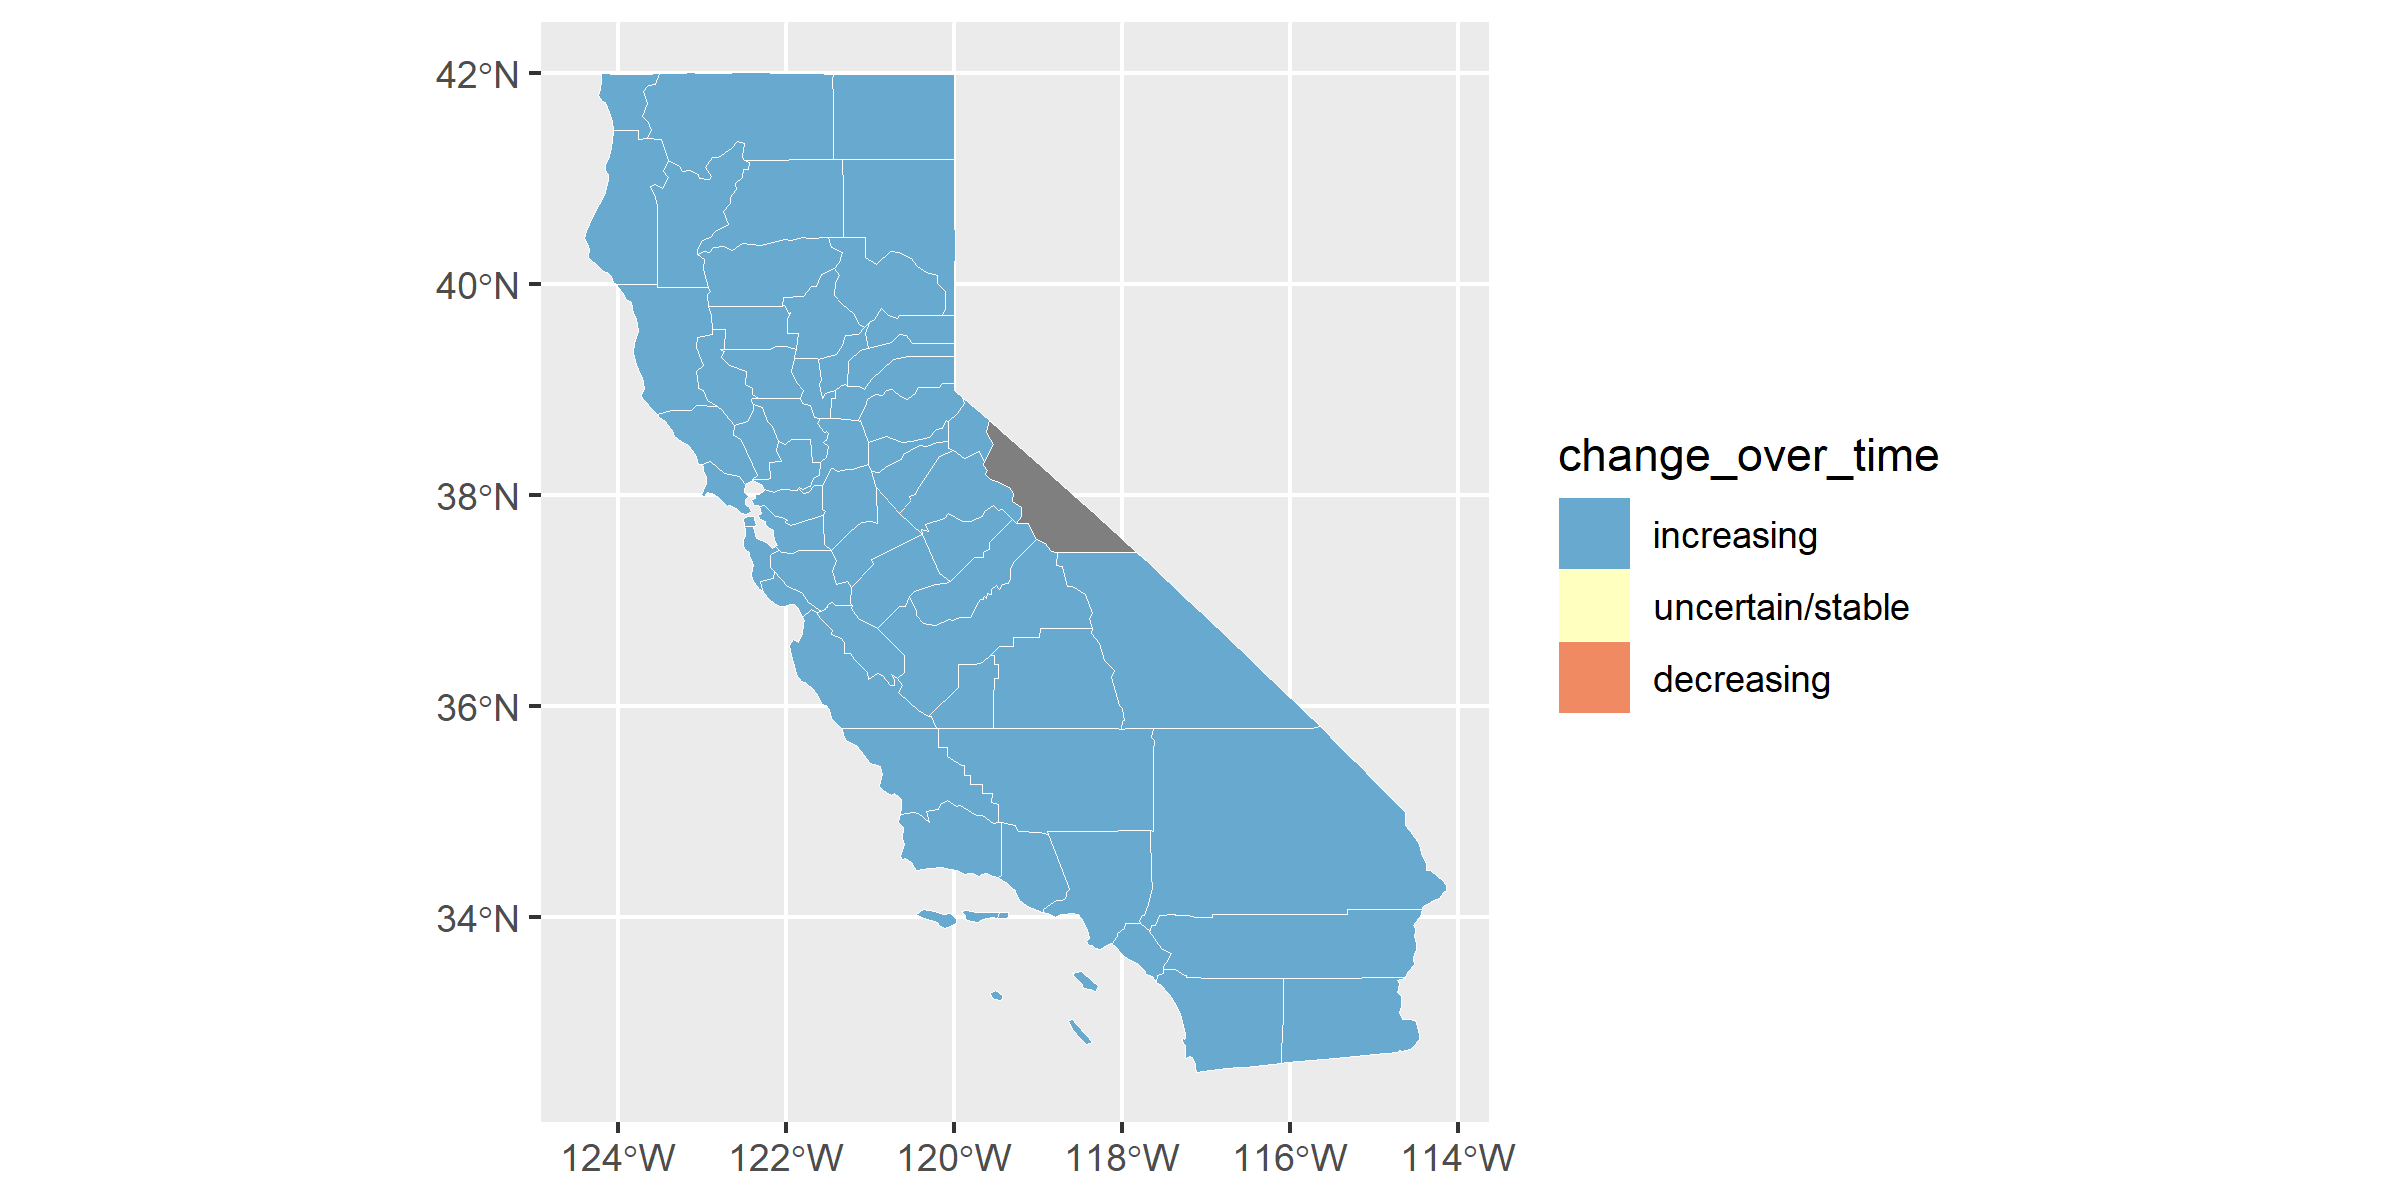 42°N
40°N
38°N
36°N
34°N
124°W 122°W 120°W 118°W 116°W 114°W
change_over_time
increasing
uncertain/stable
decreasing